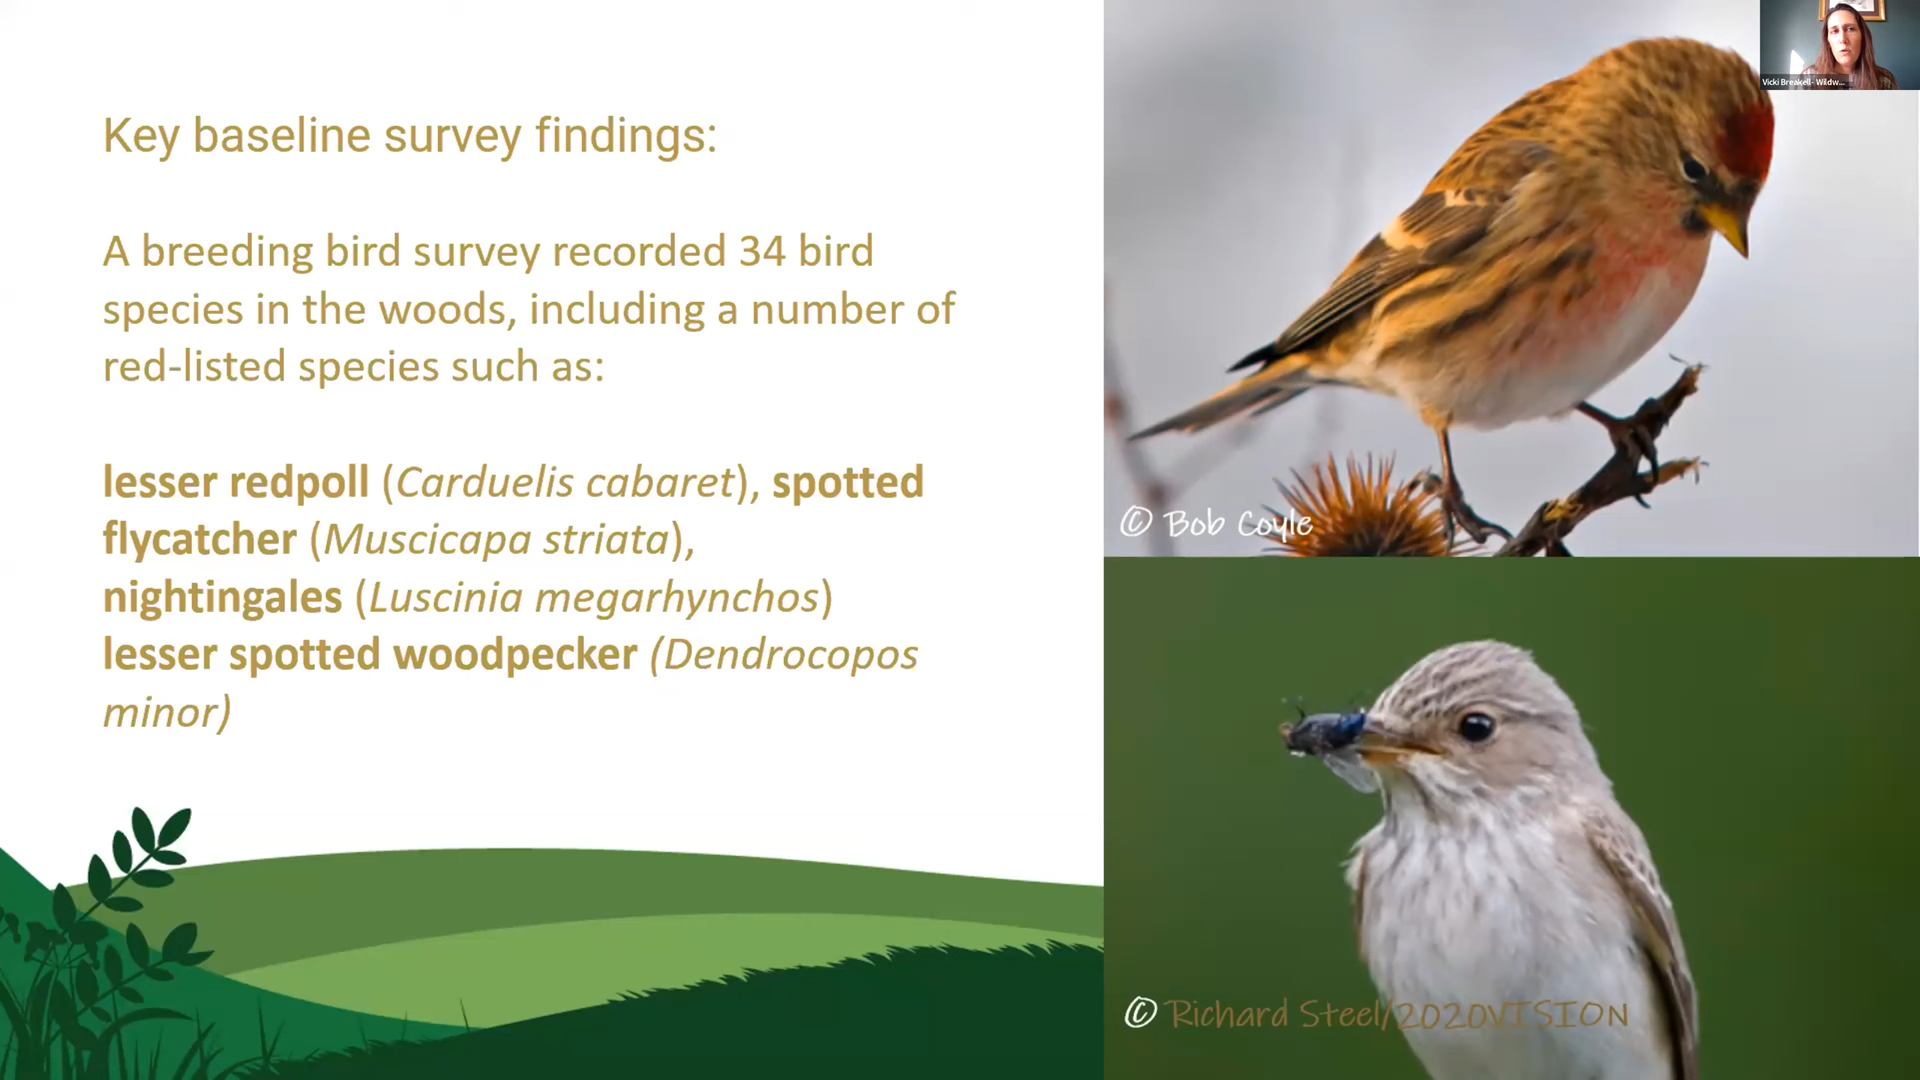 Key baseline survey findings:
A breeding bird survey recorded 34 bird
species in the woods, including a number of
red-listed species such as:
lesser redpoll (Carduelis cabaret), spotted
flycatcher (Muscicapa striata),
nightingales (Luscinia megarhynchos)
lesser spotted woodpecker (Dendrocopos
minor)
Vicki Breakell- Wildw...
© Bob Coyle
© Richard Steel/2020VISION